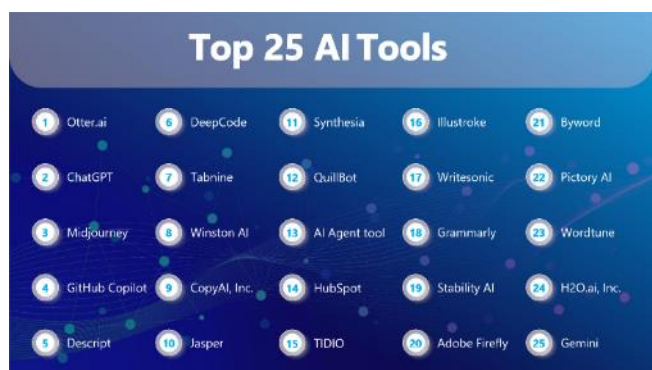 Top 25 AI Tools
1 Otter.ai
2 ChatGPT
3 Midjourney
4 GitHub Copilot
5 Descript
6 DeepCode
7 Tabnine
8 Winston AI
9 CopyAI, Inc.
10 Jasper
11 Synthesia
12 QuillBot
13 AI Agent tool
14 HubSpot
15 TIDIO
16 Illustroke
17 Writesonic
18 Grammarly
19 Stability AI
20 Adobe Firefly
21 Byword
22 Pictory AI
23 Wordtune
24 H2O.ai, Inc.
25 Gemini